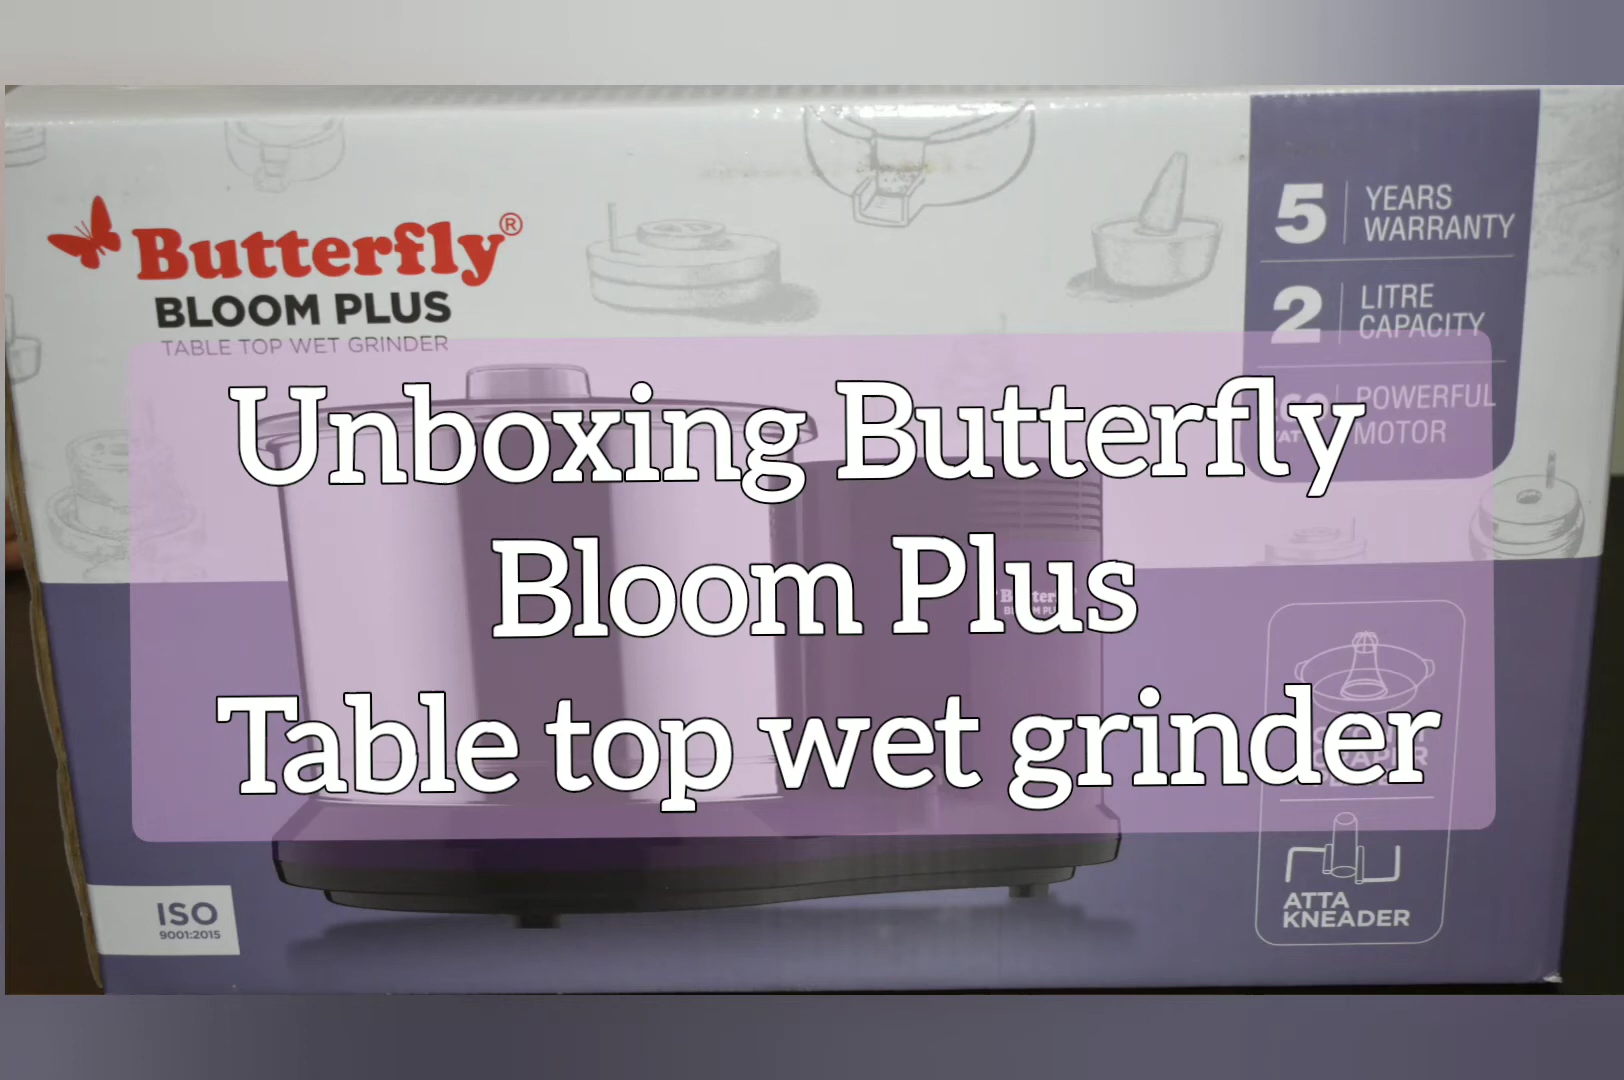 Butterfly®
BLOOM PLUS
TABLE TOP WET GRINDER
5 YEARS
WARRANTY
2 LITRE
CAPACITY
POWERFUL
MOTOR
Unboxing Butterfly
Bloom Plus
Table top wet grinder
ATTA
KNEADER
ISO
9001:2015